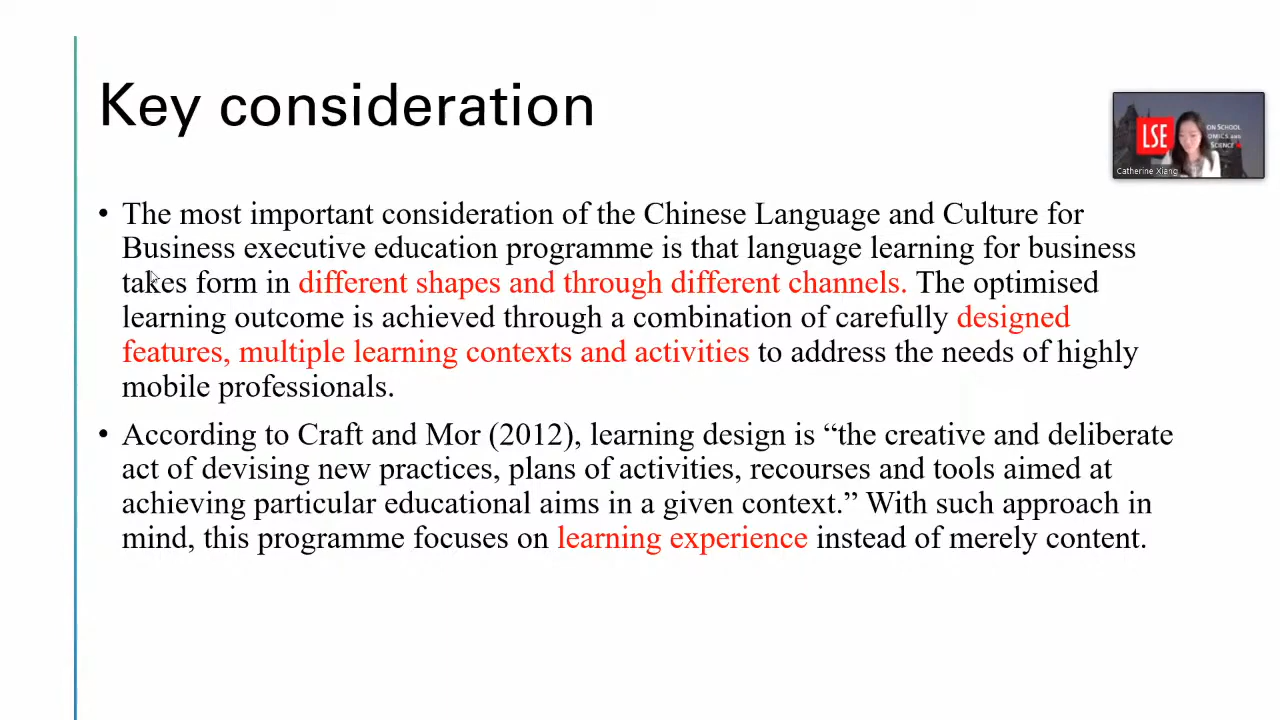 Key consideration
LSE
ON SCHOOL
OMICS AND
SCIENCE
Catherine Xiang
• The most important consideration of the Chinese Language and Culture for
Business executive education programme is that language learning for business
takes form in different shapes and through different channels. The optimised
learning outcome is achieved through a combination of carefully designed
features, multiple learning contexts and activities to address the needs of highly
mobile professionals.
• According to Craft and Mor (2012), learning design is “the creative and deliberate
act of devising new practices, plans of activities, recourses and tools aimed at
achieving particular educational aims in a given context.” With such approach in
mind, this programme focuses on learning experience instead of merely content.